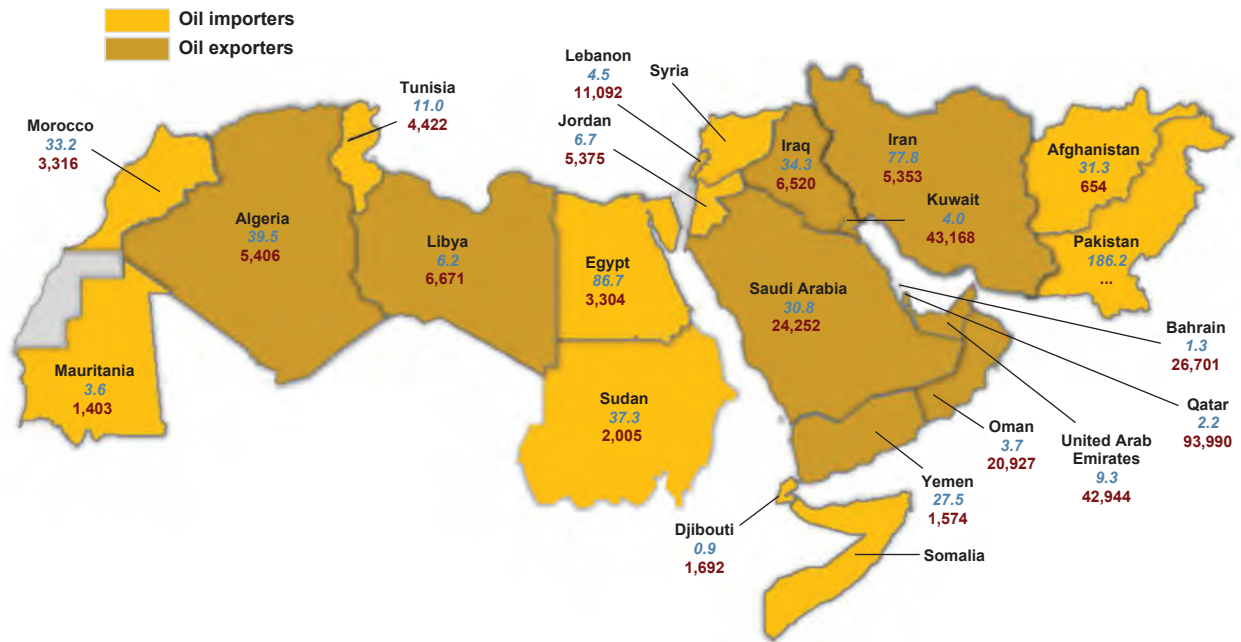 Oil importers
Oil exporters
Morocco
33.2
3,316
Tunisia
11.0
4,422
Lebanon
4.5
11,092
Syria
Jordan
6.7
5,375
Iraq
34.3
6,520
Iran
77.8
5,353
Kuwait
4.0
43,168
Afghanistan
31.3
654
Pakistan
186.2
...
Algeria
39.5
5,406
Libya
6.2
6,671
Egypt
86.7
3,304
Saudi Arabia
30.8
24,252
Bahrain
1.3
26,701
Qatar
2.2
93,990
United Arab
Emirates
9.3
42,944
Oman
3.7
20,927
Yemen
27.5
1,574
Mauritania
3.6
1,403
Sudan
37.3
2,005
Djibouti
0.9
1,692
Somalia